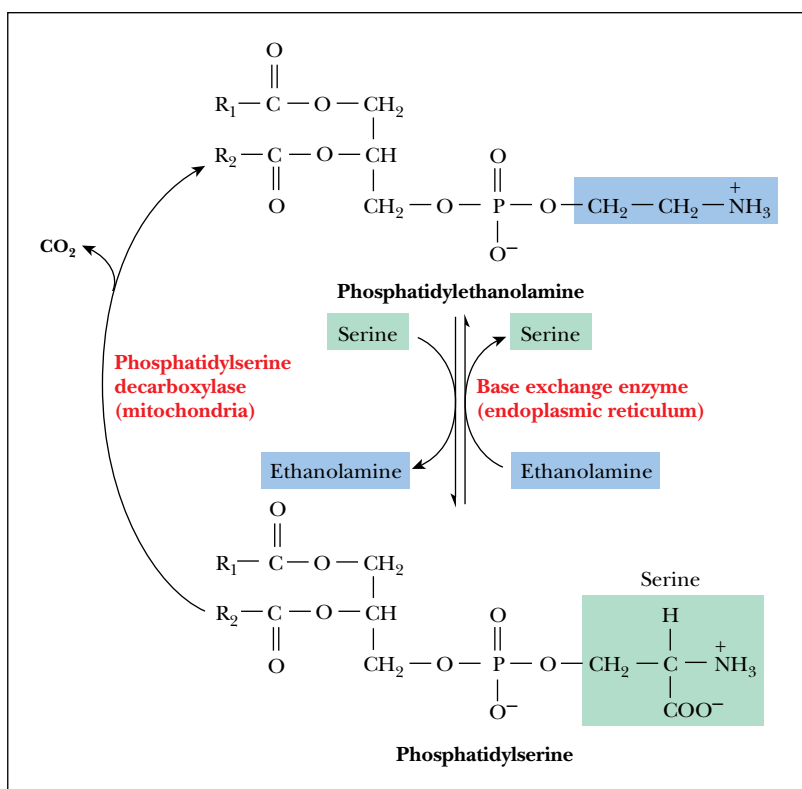 O
R₁—C—O—CH₂
R₂—C—O—CH
O
O
CH₂—O—P—O—CH₂—CH₂—NH₃
+
O⁻
CO₂
Phosphatidylethanolamine
Serine
Serine
Phosphatidylserine
decarboxylase
(mitochondria)
Base exchange enzyme
(endoplasmic reticulum)
Ethanolamine
Ethanolamine
O
R₁—C—O—CH₂
Serine
R₂—C—O—CH
O
O
H
CH₂—O—P—O—CH₂—C—NH₃
+
O⁻
COO⁻
Phosphatidylserine